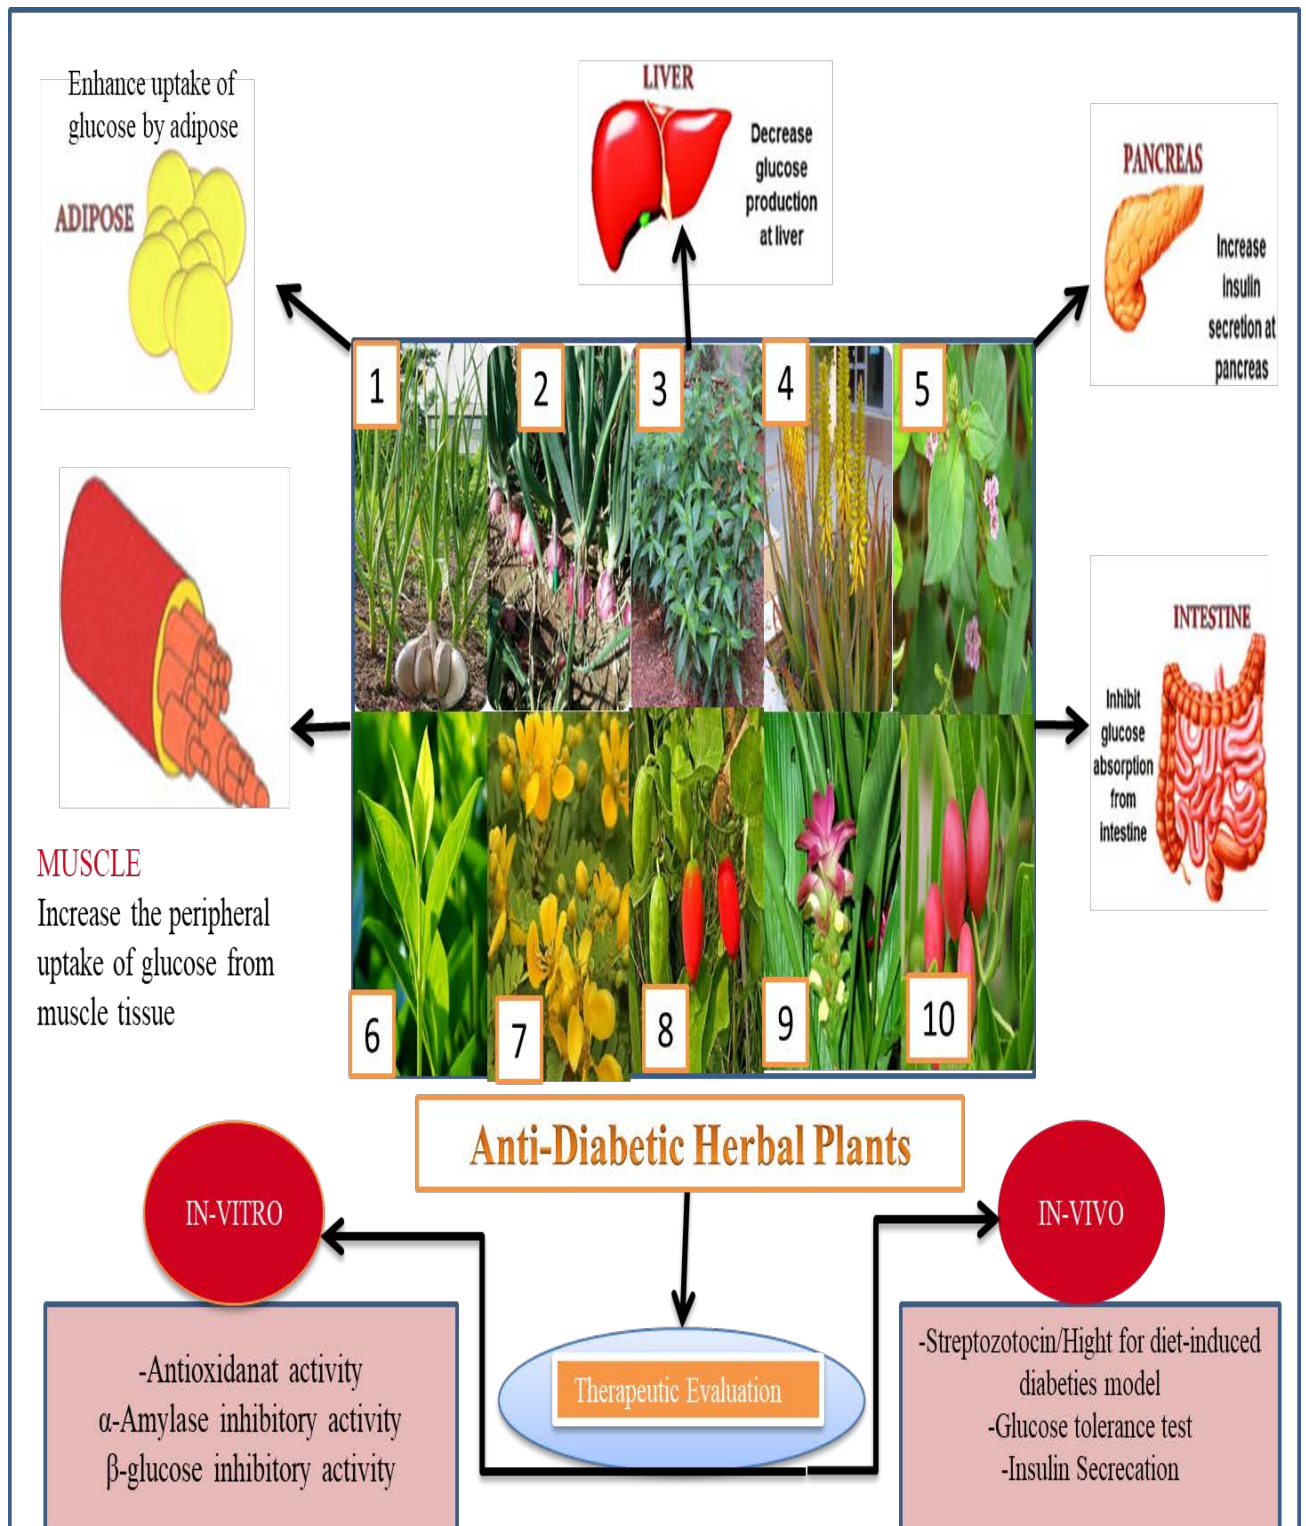 Enhance uptake of
glucose by adipose
ADIPOSE
LIVER
Decrease
glucose
production
at liver
PANCREAS
Increase
insulin
secretion at
pancreas
1
2
3
4
5
6
7
8
9
10
MUSCLE
Increase the peripheral
uptake of glucose from
muscle tissue
INTESTINE
Inhibit
glucose
absorption
from
intestine
Anti-Diabetic Herbal Plants
IN-VITRO
-Antioxidanat activity
α-Amylase inhibitory activity
β-glucose inhibitory activity
Therapeutic Evaluation
IN-VIVO
-Streptozotocin/Hight for diet-induced
diabeties model
-Glucose tolerance test
-Insulin Secrecation